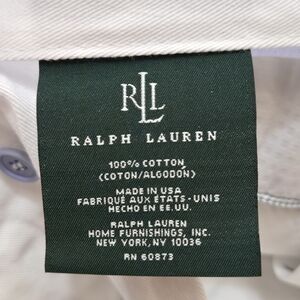 RLL
RALPH LAUREN
100% COTTON
(COTON/ALGODON)
MADE IN USA
FABRIQUÉ AUX ÉTATS-UNIS
HECHO EN EE.UU.
RALPH LAUREN
HOME FURNISHINGS, INC.
NEW YORK, NY 10036
RN 60873